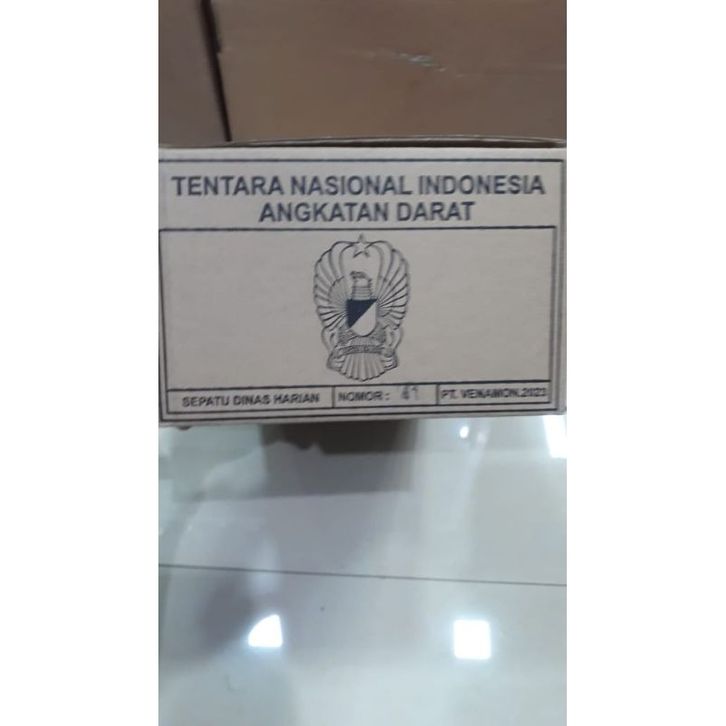 TENTARA NASIONAL INDONESIA
ANGKATAN DARAT
SEPATU DINAS HARIAN
NOMOR : 41
PT. VENAMON.2023